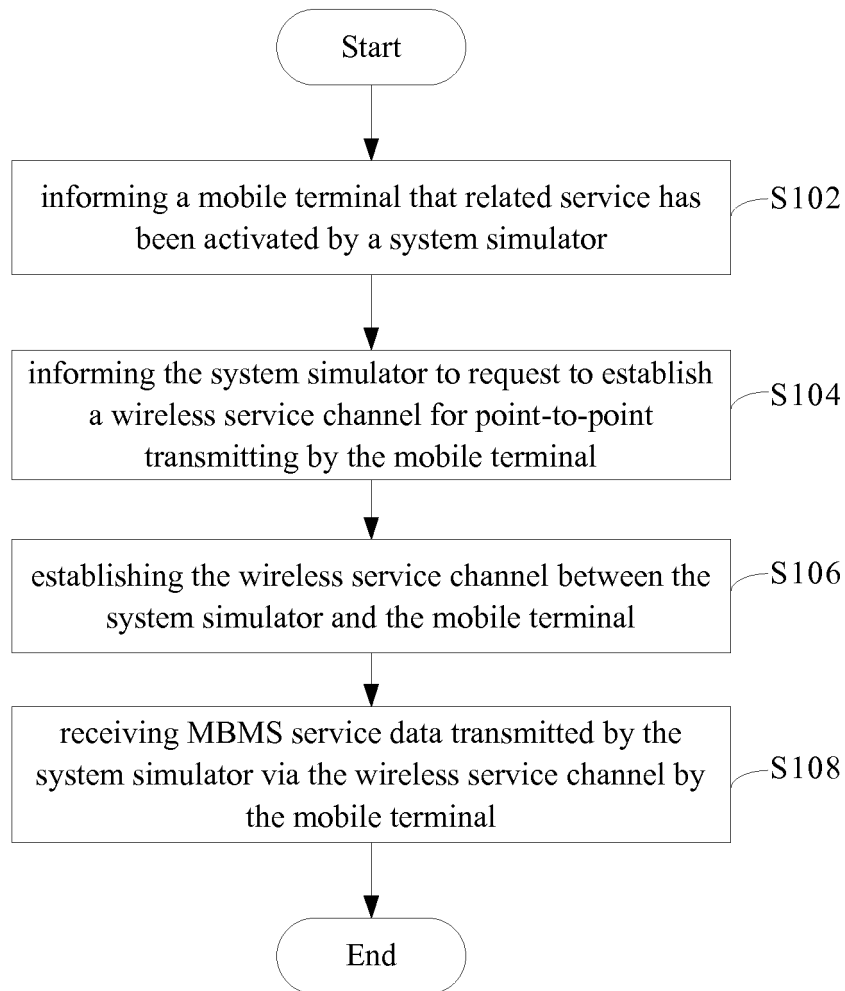 Start
informing a mobile terminal that related service has
been activated by a system simulator
S102
informing the system simulator to request to establish
a wireless service channel for point-to-point
transmitting by the mobile terminal
S104
establishing the wireless service channel between the
system simulator and the mobile terminal
S106
receiving MBMS service data transmitted by the
system simulator via the wireless service channel by
the mobile terminal
S108
End